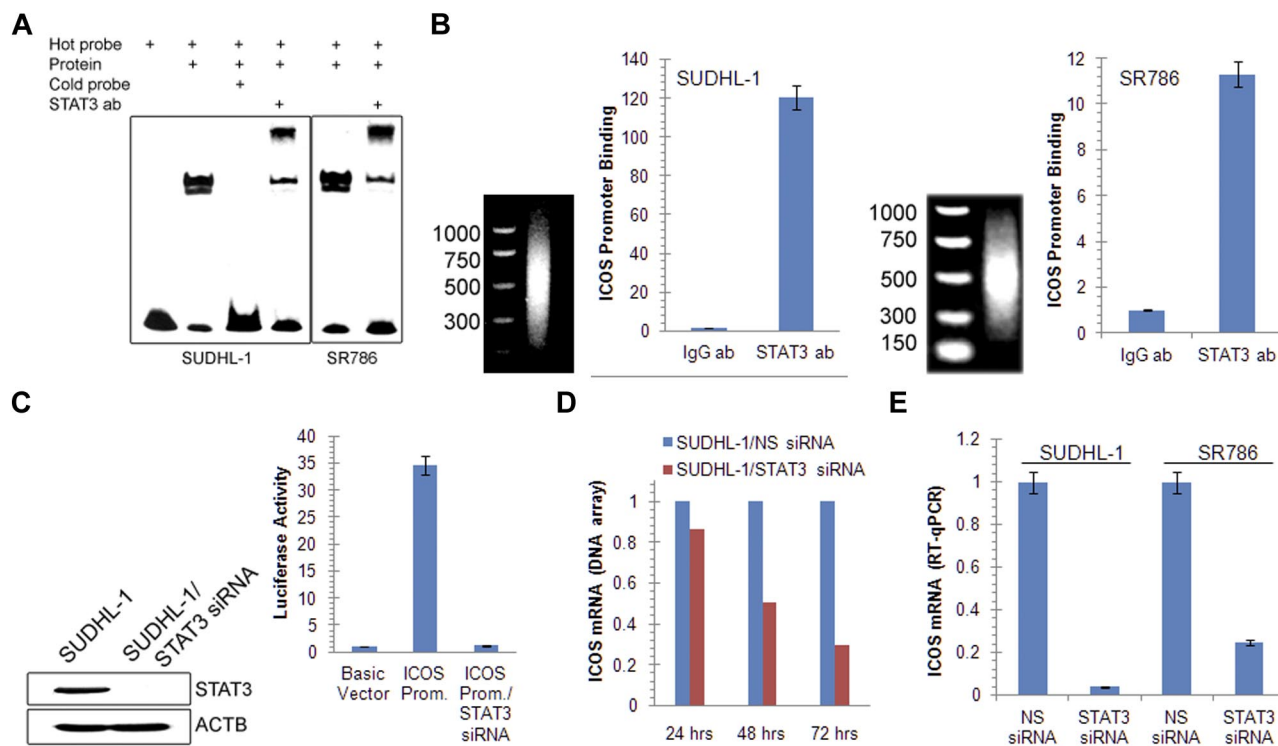 A
Hot probe + + + + + +
Protein + + + + +
Cold probe +
STAT3 ab + +
SUDHL-1 SR786
B
1000
750
500
300
ICOS Promoter Binding
SUDHL-1
140
120
100
80
60
40
20
0
IgG ab STAT3 ab
1000
750
500
300
150
ICOS Promoter Binding
SR786
12
10
8
6
4
2
0
IgG ab STAT3 ab
C
SUDHL-1
SUDHL-1/
STAT3 siRNA
STAT3
ACTB
Luciferase Activity
40
35
30
25
20
15
10
5
0
Basic
Vector
ICOS
Prom.
ICOS
Prom./
STAT3
siRNA
D
SUDHL-1/NS siRNA
SUDHL-1/STAT3 siRNA
ICOS mRNA (DNA array)
1
0.8
0.6
0.4
0.2
0
24 hrs 48 hrs 72 hrs
E
ICOS mRNA (RT-qPCR)
1.2
1
0.8
0.6
0.4
0.2
0
SUDHL-1 SR786
NS
siRNA
STAT3
siRNA
NS
siRNA
STAT3
siRNA